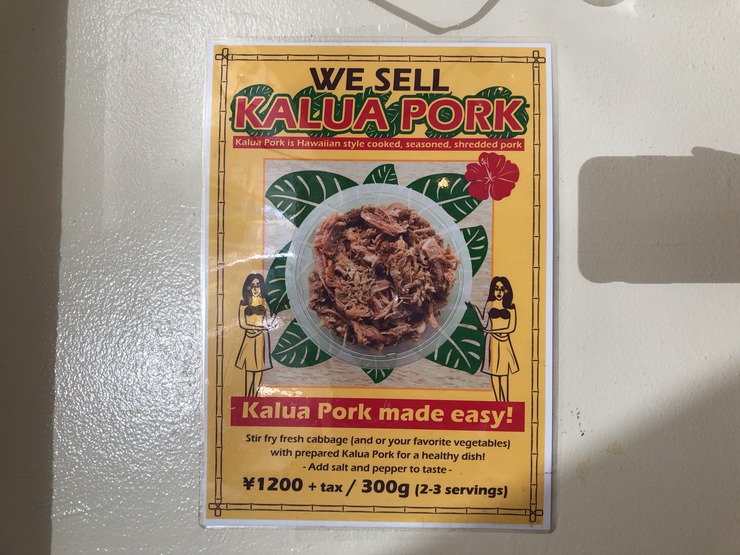 WE SELL
KALUA PORK
Kalua Pork is Hawaiian style cooked, seasoned, shredded pork
Kalua Pork made easy!
Stir fry fresh cabbage (and or your favorite vegetables)
with prepared Kalua Pork for a healthy dish!
- Add salt and pepper to taste -
¥1200 + tax / 300g (2-3 servings)